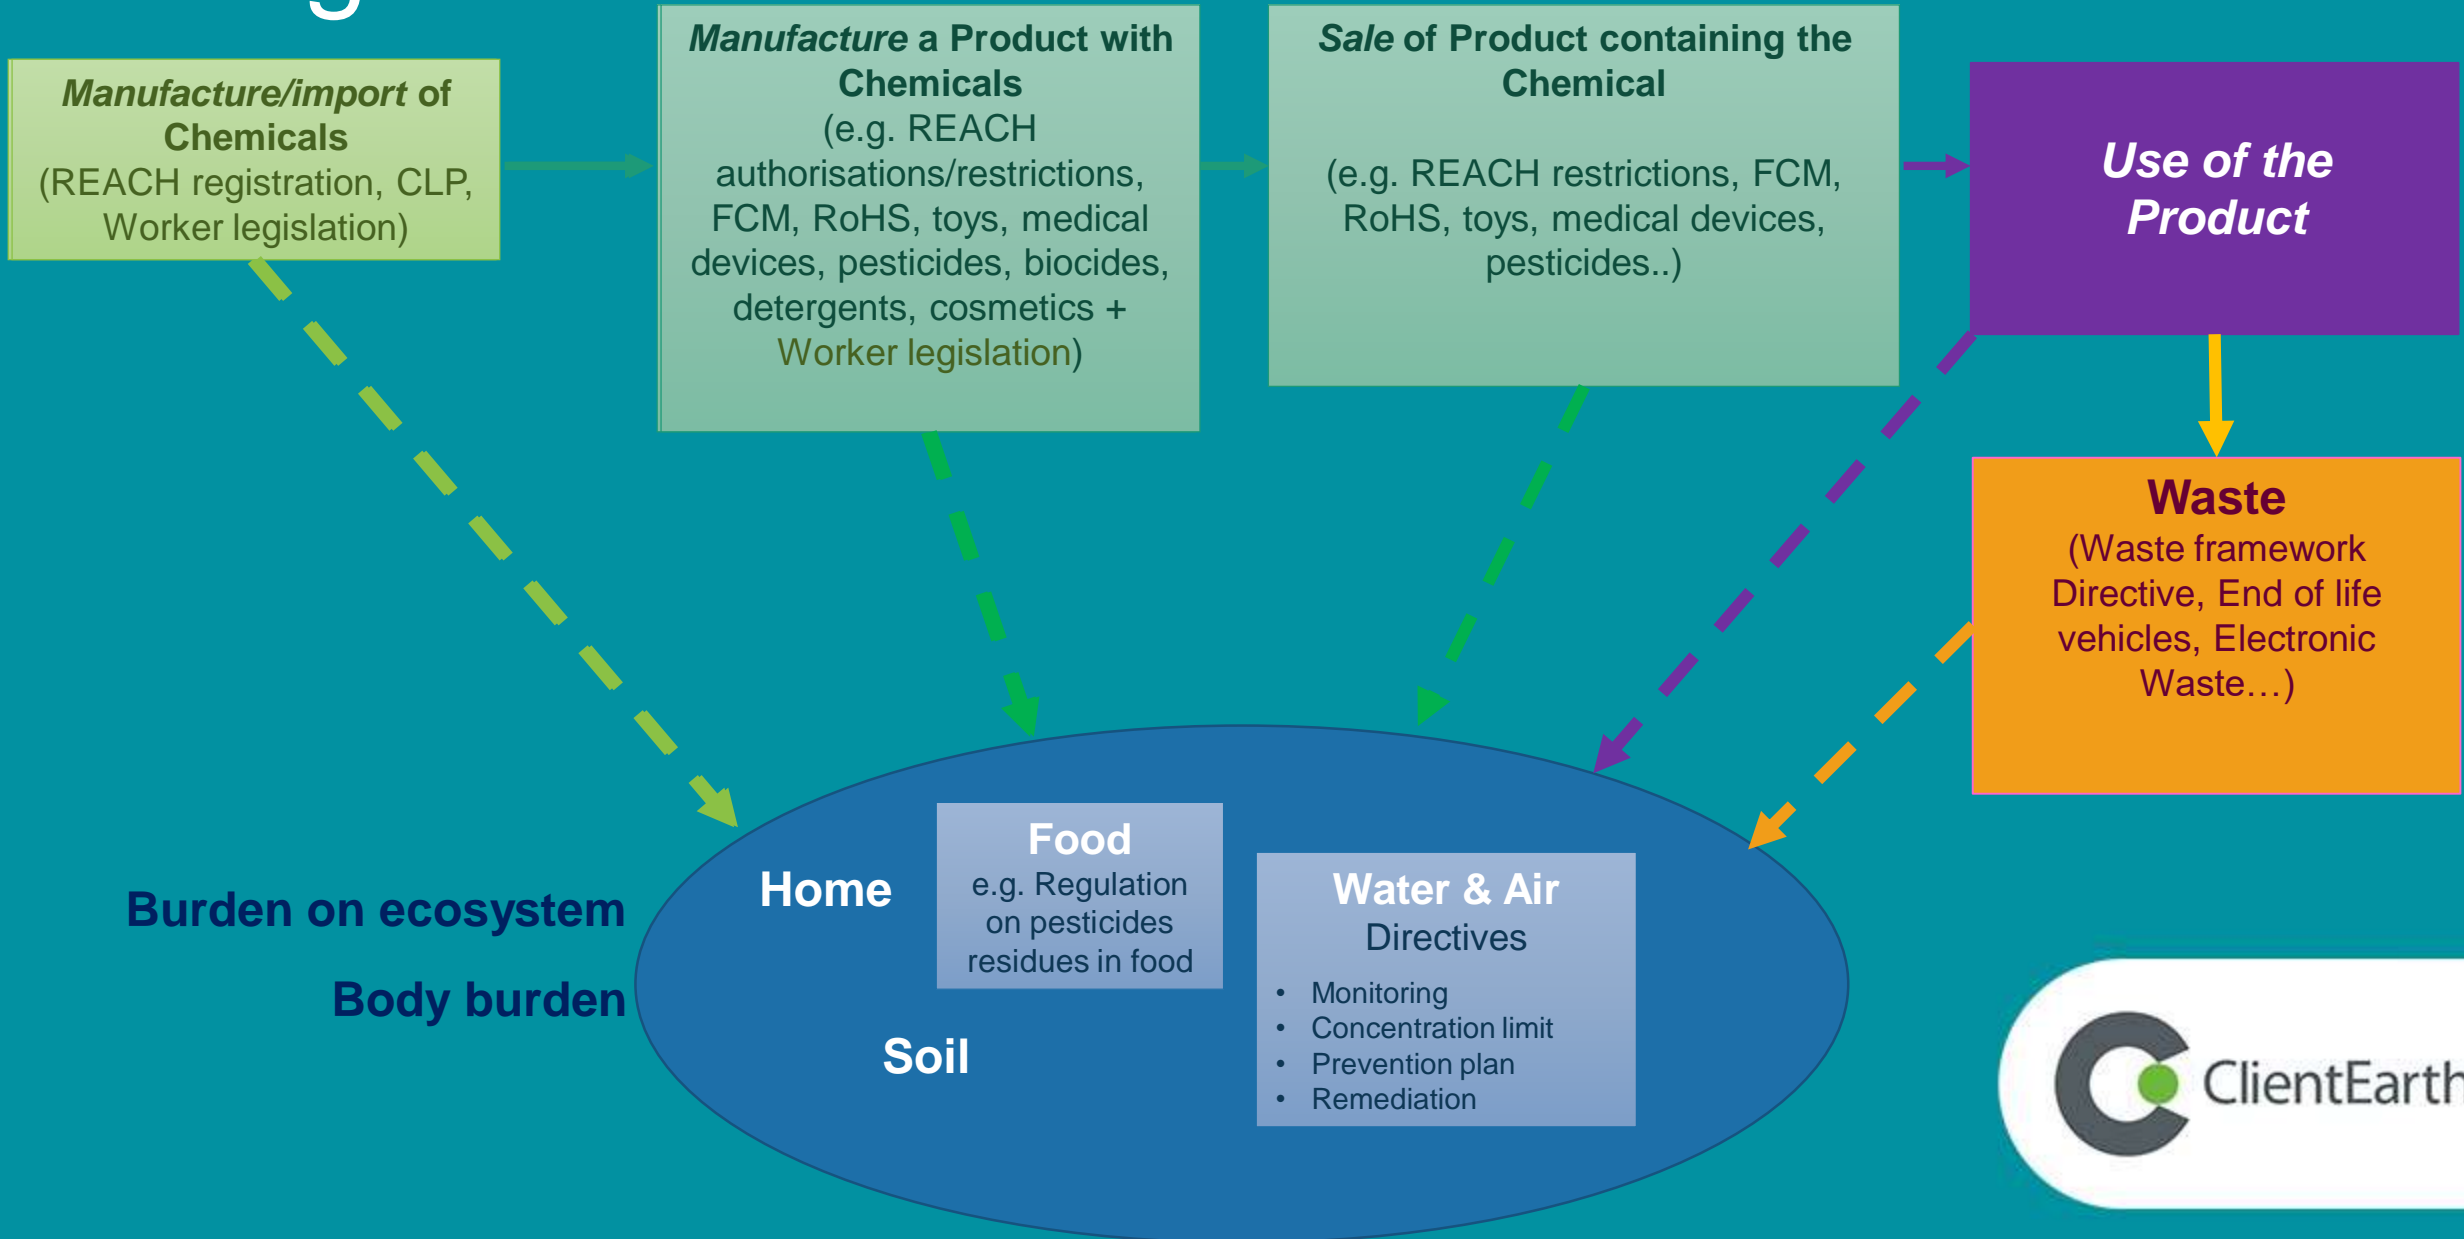 Manufacture/import of
Chemicals
(REACH registration, CLP,
Worker legislation)
Manufacture a Product with
Chemicals
(e.g. REACH
authorisations/restrictions,
FCM, RoHS, toys, medical
devices, pesticides, biocides,
detergents, cosmetics +
Worker legislation)
Sale of Product containing the
Chemical
(e.g. REACH restrictions, FCM,
RoHS, toys, medical devices,
pesticides..)
Use of the
Product
Waste
(Waste framework
Directive, End of life
vehicles, Electronic
Waste…)
Burden on ecosystem
Body burden
Home
Food
e.g. Regulation
on pesticides
residues in food
Soil
Water & Air
Directives
• Monitoring
• Concentration limit
• Prevention plan
• Remediation
ClientEarth